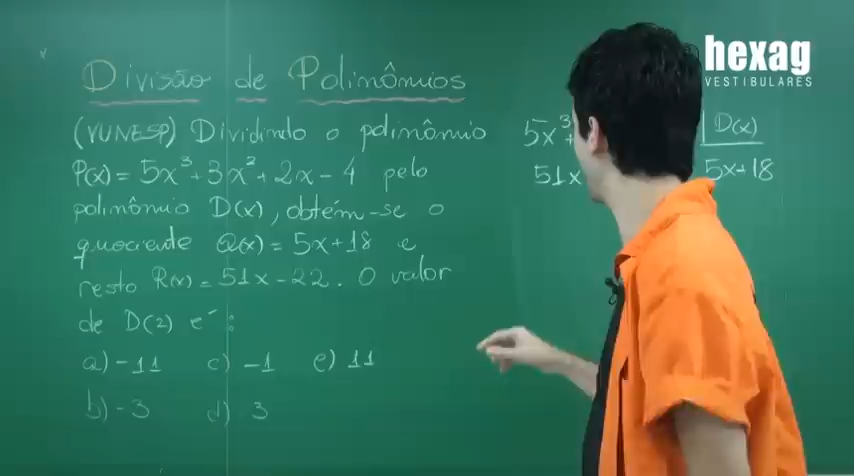 Divisão de Polinômios
(VUNESP) Dividindo o polinômio
P(x) = 5x³ + 3x² + 2x - 4 pelo
polinômio D(x), obtém-se o
quociente Q(x) = 5x + 18 e
resto R(x) = 51x - 22. O valor
de D(2) é:
a) -11 c) -1 e) 11
b) -3 d) 3
5x³ + D(x)
51x 5x + 18
hexag
VESTIBULARES